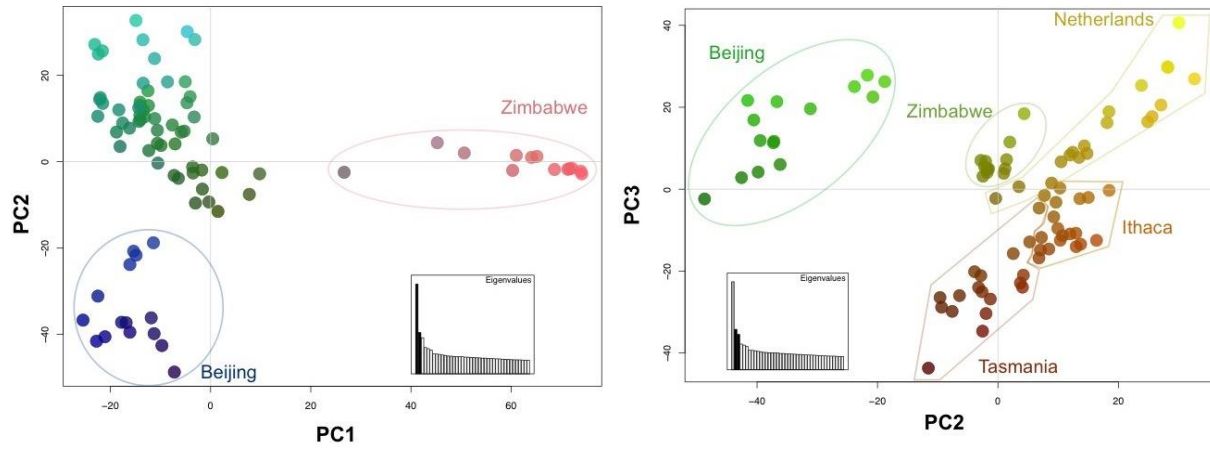 Zimbabwe
Beijing
Eigenvalues
PC2
PC1
20
0
−20
−40
−20
0
20
40
60
Netherlands
Beijing
Zimbabwe
Ithaca
Tasmania
Eigenvalues
PC3
PC2
40
20
0
−20
−40
−40
−20
0
20